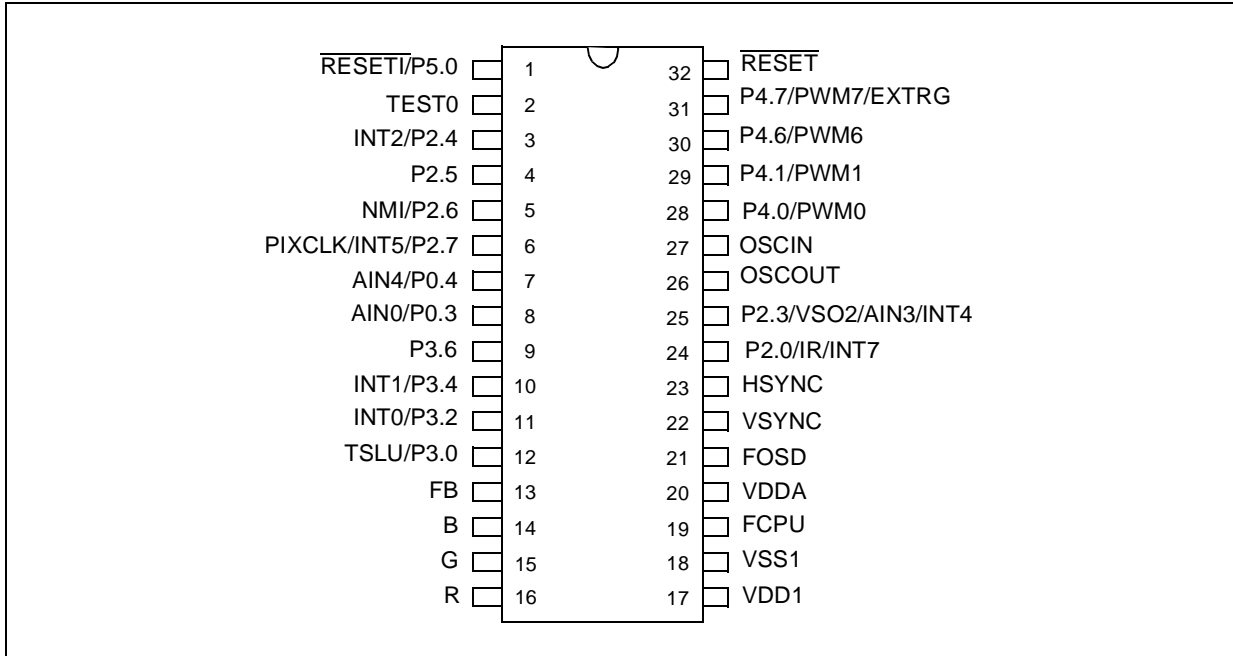 RESETI/P5.0 1
TEST0 2
INT2/P2.4 3
P2.5 4
NMI/P2.6 5
PIXCLK/INT5/P2.7 6
AIN4/P0.4 7
AIN0/P0.3 8
P3.6 9
INT1/P3.4 10
INT0/P3.2 11
TSLU/P3.0 12
FB 13
B 14
G 15
R 16
32 RESET
31 P4.7/PWM7/EXTRG
30 P4.6/PWM6
29 P4.1/PWM1
28 P4.0/PWM0
27 OSCIN
26 OSCOUT
25 P2.3/VSO2/AIN3/INT4
24 P2.0/IR/INT7
23 HSYNC
22 VSYNC
21 FOSD
20 VDDA
19 FCPU
18 VSS1
17 VDD1